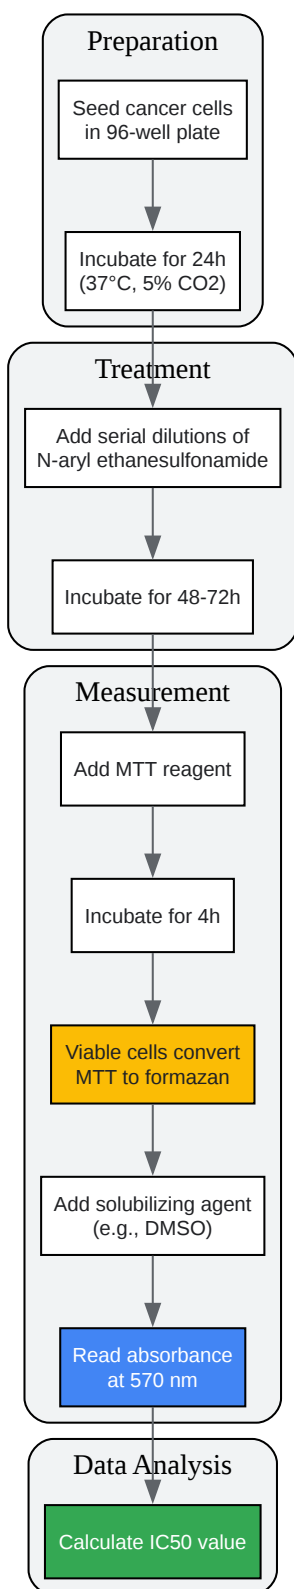 Preparation
Seed cancer cells
in 96-well plate
Incubate for 24h
(37°C, 5% CO2)
Treatment
Add serial dilutions of
N-aryl ethanesulfonamide
Incubate for 48-72h
Measurement
Add MTT reagent
Incubate for 4h
Viable cells convert
MTT to formazan
Add solubilizing agent
(e.g., DMSO)
Read absorbance
at 570 nm
Data Analysis
Calculate IC50 value